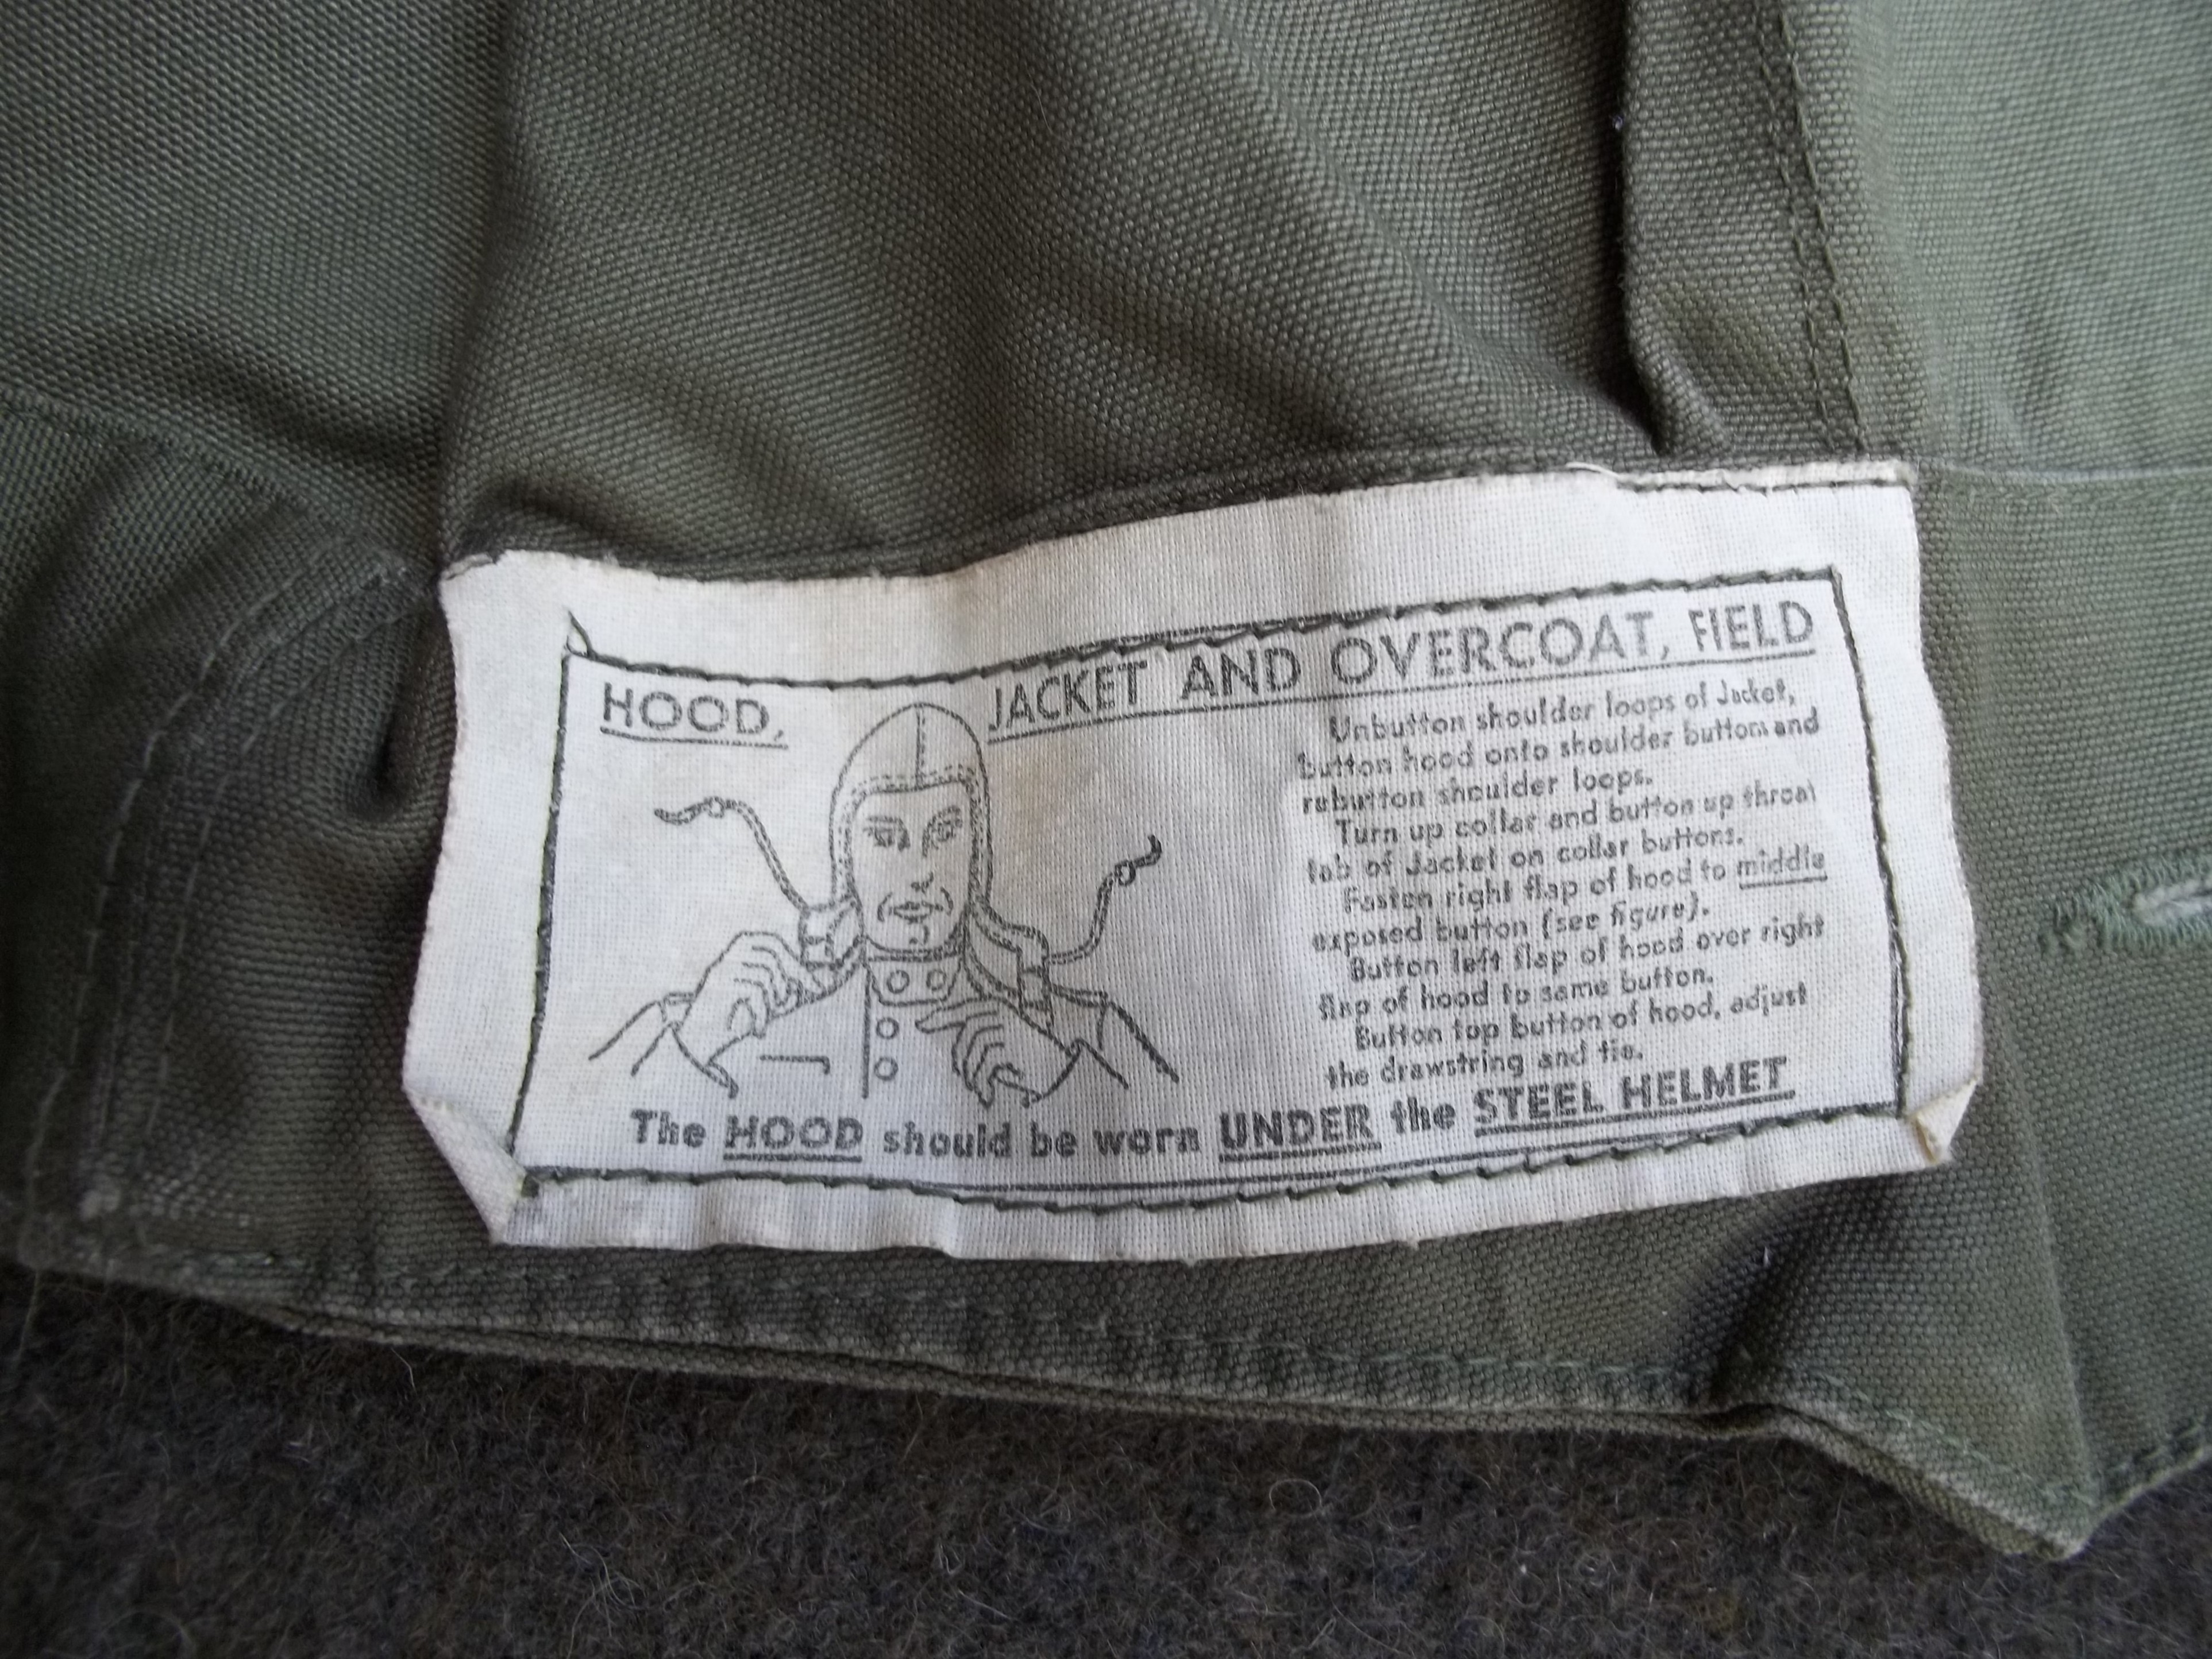 HOOD, JACKET AND OVERCOAT, FIELD
Unbutton shoulder loops of Jacket,
button hood onto shoulder buttons and
rebutton shoulder loops.
Turn up collar and button up throat
tab of Jacket on collar buttons.
Fasten right flap of hood to middle
exposed button (see figure).
Button left flap of hood over right
flap of hood to same button.
Button top button of hood, adjust
the drawstring and tie.
The HOOD should be worn UNDER the STEEL HELMET